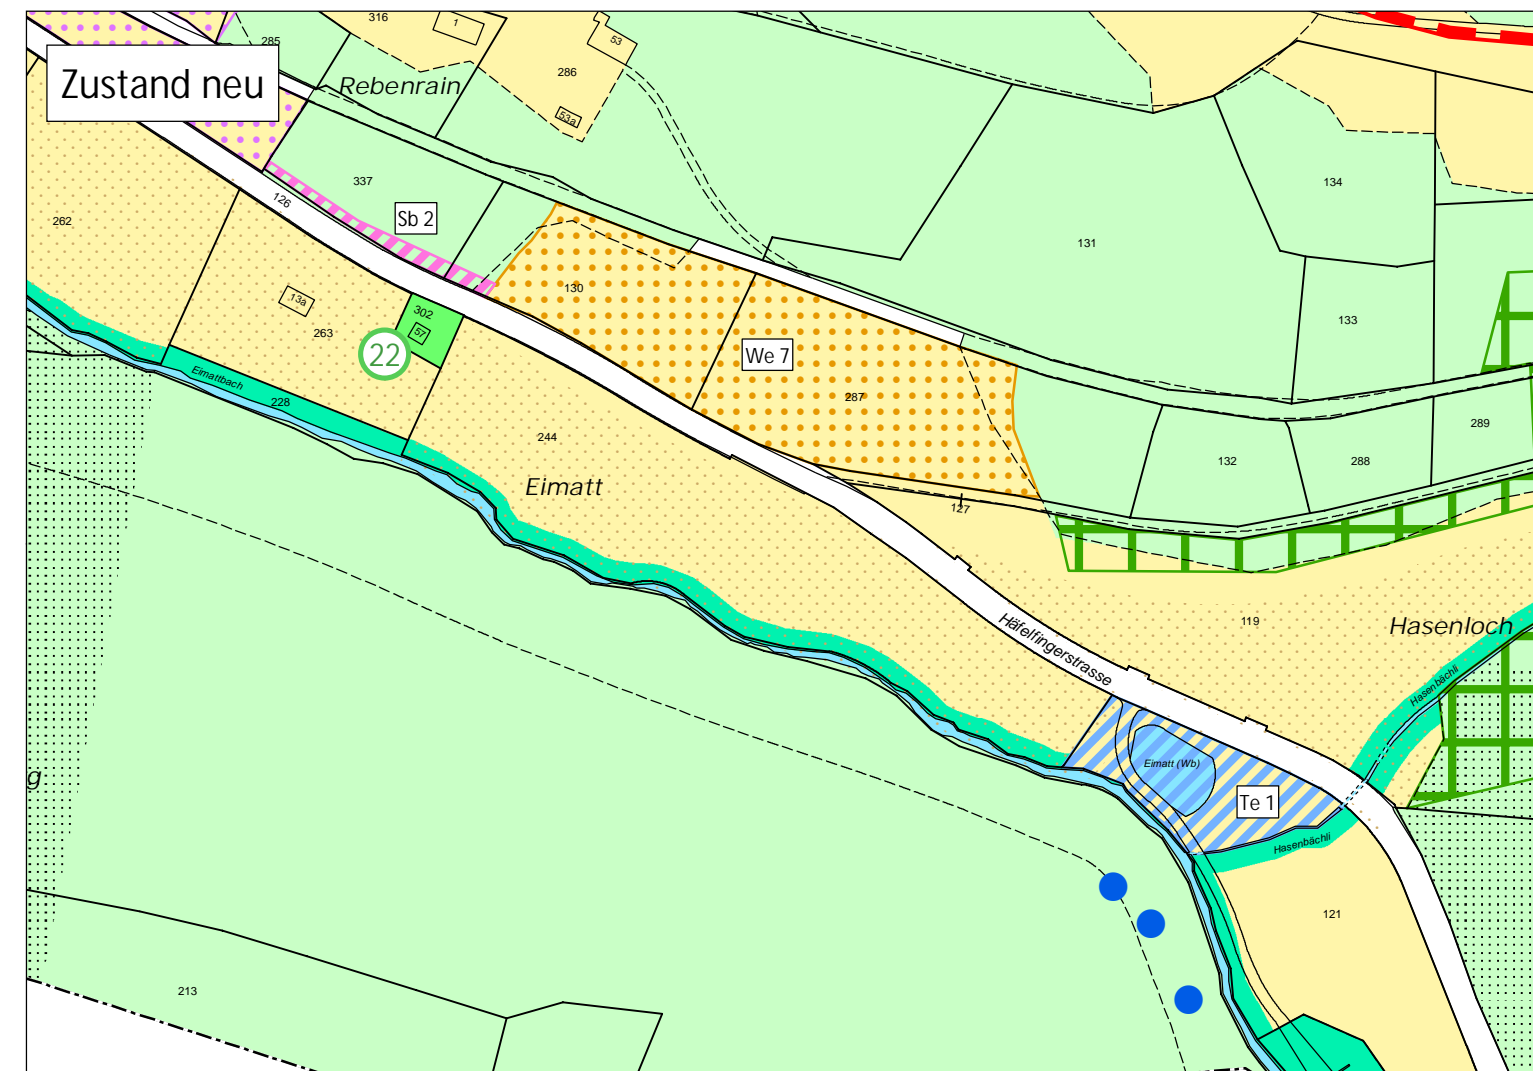 316
1
53
285
286
Zustand neu
Rebenrain
53a
337
134
126
Sb 2
262
131
130
13a
302
133
263
57
22
We 7
Eimattbach
287
228
289
244
132
288
Eimatt
127
Häfelfingerstrasse
119
Hasenloch
Hasenbächli
g
Eimatt (Wb)
Te 1
Hasenbächli
121
213